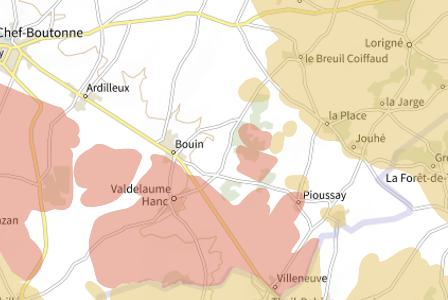 Chef-Boutonne
y
Lorigné
le Breuil Coiffaud
Ardilleux
la Jarge
la Place
Jouhé
Bouin
La Forêt-de-
Valdelaume
Hanc
Pioussay
Villeneuve